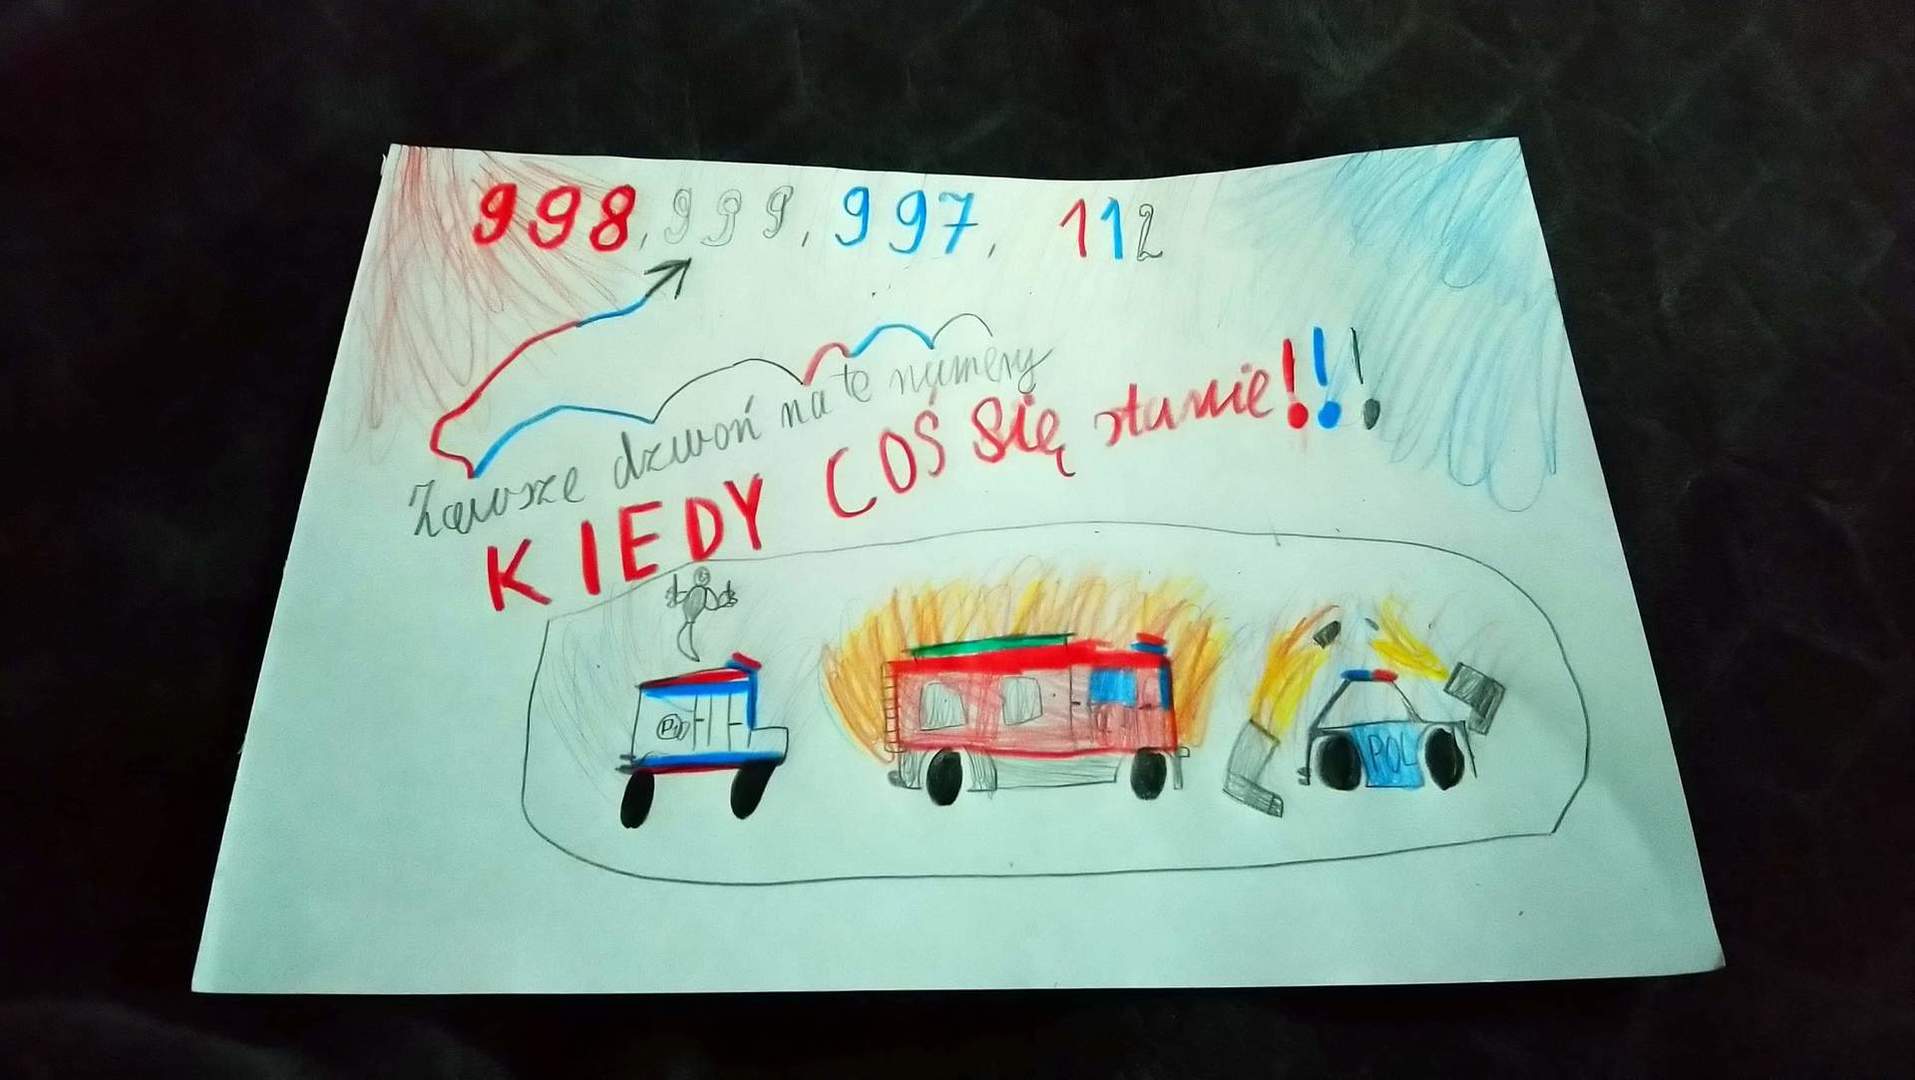 998, 999, 997, 112
Zawsze dzwoń na te numery
KIEDY COŚ się stanie!!!
POL